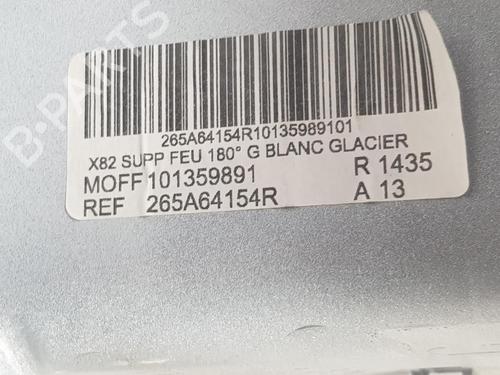 265A64154R10135989101
X82 SUPP FEU 180° G BLANC GLACIER
MOFF 101359891 R 1435
REF 265A64154R A 13
B-PARTS